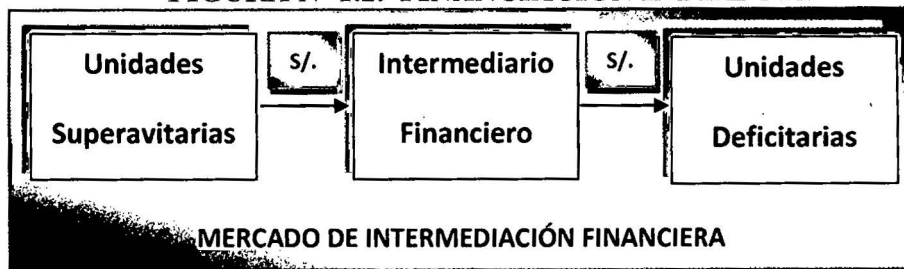 Unidades
Superavitarias
S/.
Intermediario
Financiero
S/.
Unidades
Deficitarias
MERCADO DE INTERMEDIACIÓN FINANCIERA